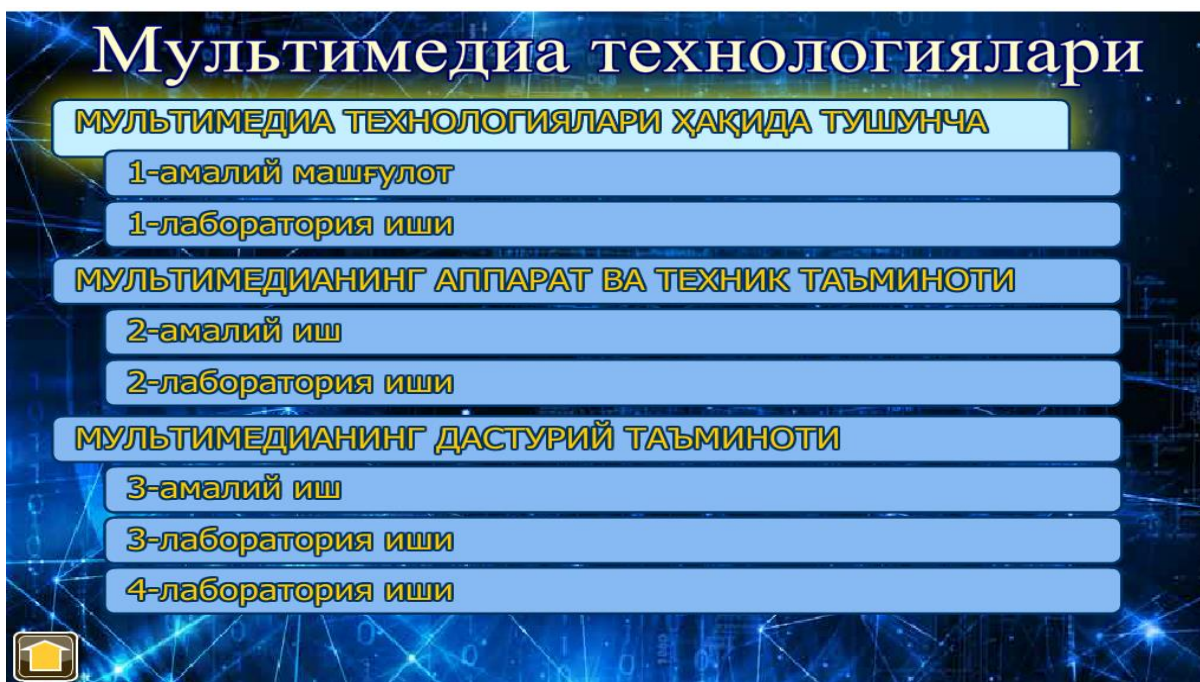 Мультимедиа технологиялари
МУЛЬТИМЕДИА ТЕХНОЛОГИЯЛАРИ ҲАҚИДА ТУШУНЧА
1-амалий машғулот
1-лаборатория иши
МУЛЬТИМЕДИАНИНГ АППАРАТ ВА ТЕХНИК ТАЪМИНОТИ
2-амалий иш
2-лаборатория иши
МУЛЬТИМЕДИАНИНГ ДАСТУРИЙ ТАЪМИНОТИ
3-амалий иш
3-лаборатория иши
4-лаборатория иши